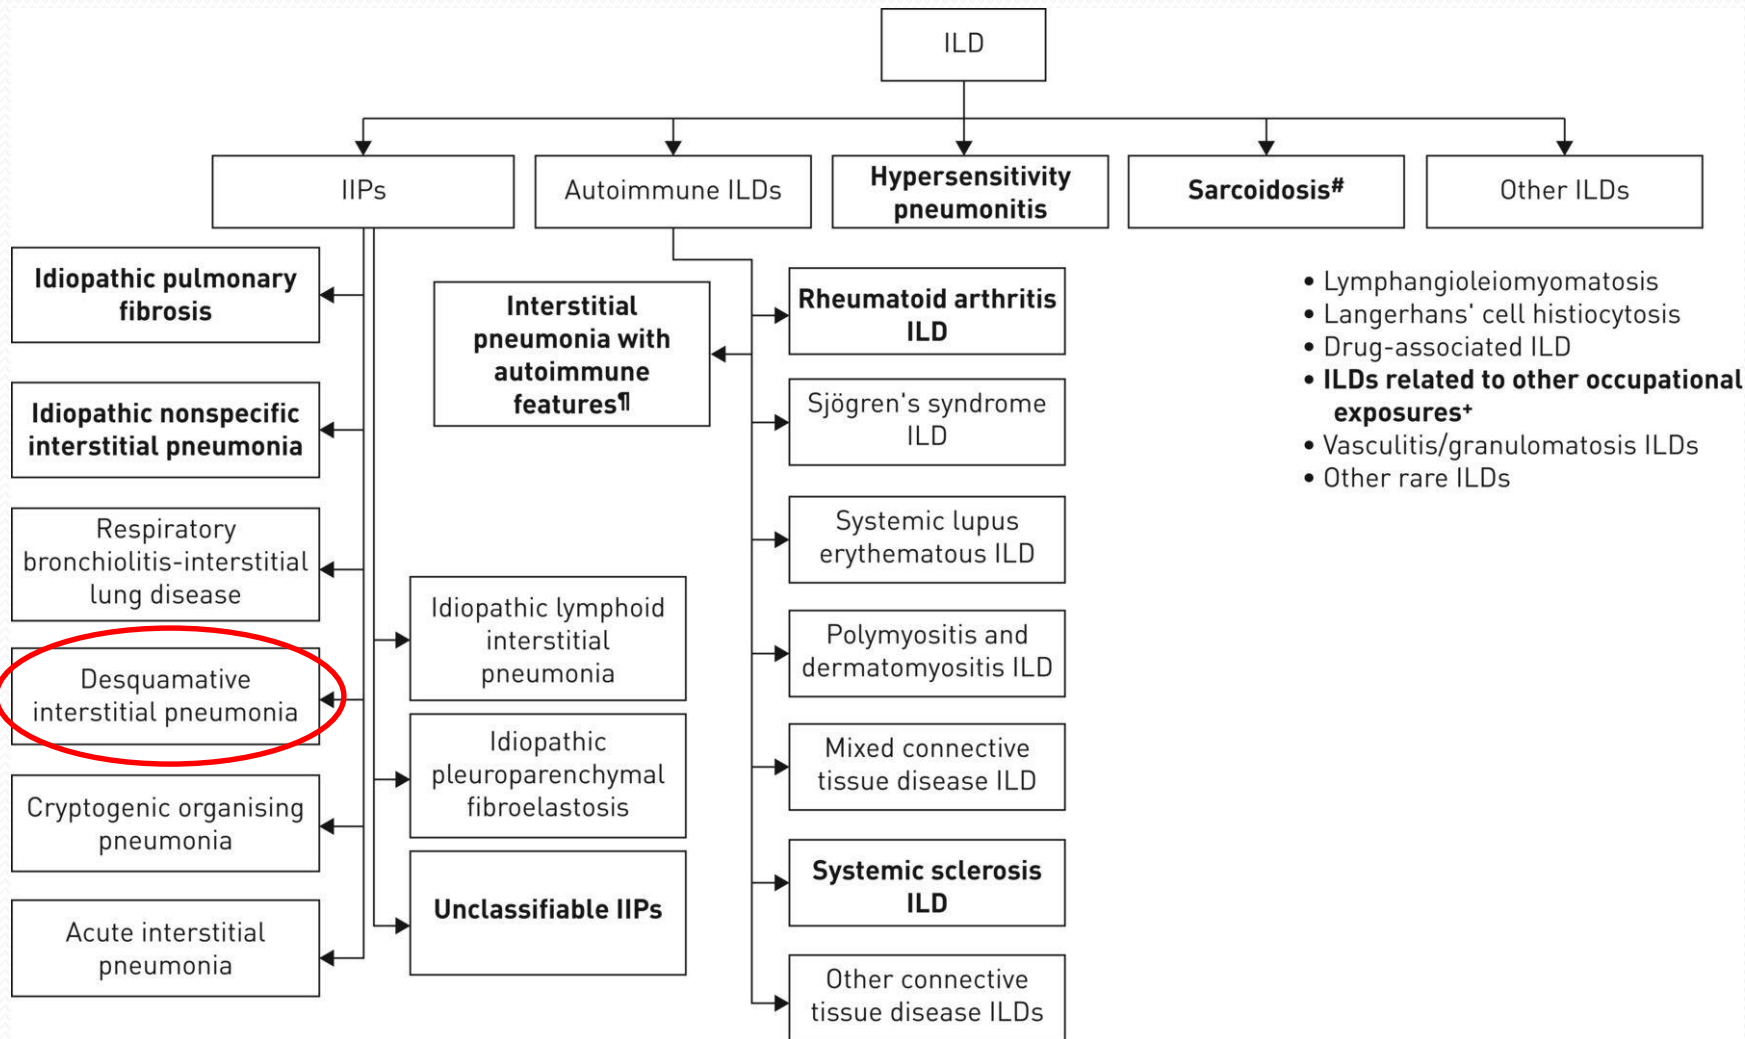 ILD
IIPs
Autoimmune ILDs
Hypersensitivity
pneumonitis
Sarcoidosis#
Other ILDs
Idiopathic pulmonary
fibrosis
Idiopathic nonspecific
interstitial pneumonia
Respiratory
bronchiolitis-interstitial
lung disease
Desquamative
interstitial pneumonia
Cryptogenic organising
pneumonia
Acute interstitial
pneumonia
Idiopathic lymphoid
interstitial
pneumonia
Idiopathic
pleuroparenchymal
fibroelastosis
Unclassifiable IIPs
Interstitial
pneumonia with
autoimmune
features¶
Rheumatoid arthritis
ILD
Sjögren's syndrome
ILD
Systemic lupus
erythematous ILD
Polymyositis and
dermatomyositis ILD
Mixed connective
tissue disease ILD
Systemic sclerosis
ILD
Other connective
tissue disease ILDs
• Lymphangioleiomyomatosis
• Langerhans' cell histiocytosis
• Drug-associated ILD
• ILDs related to other occupational
exposures+
• Vasculitis/granulomatosis ILDs
• Other rare ILDs